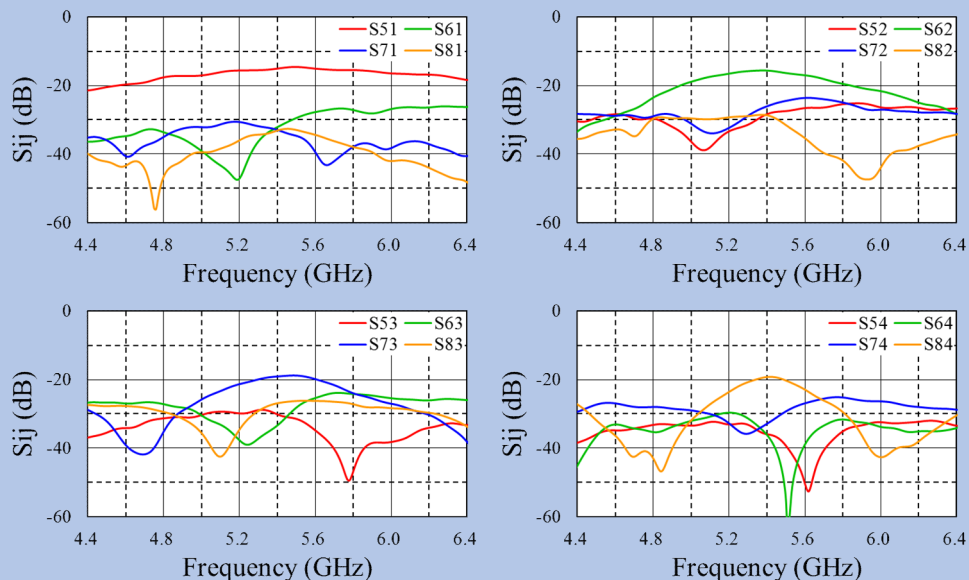 0
S51 S61
S71 S81
-20
-40
-60
Sij (dB)
4.4 4.8 5.2 5.6 6.0 6.4
Frequency (GHz)
0
S52 S62
S72 S82
-20
-40
-60
Sij (dB)
4.4 4.8 5.2 5.6 6.0 6.4
Frequency (GHz)
0
S53 S63
S73 S83
-20
-40
-60
Sij (dB)
4.4 4.8 5.2 5.6 6.0 6.4
Frequency (GHz)
0
S54 S64
S74 S84
-20
-40
-60
Sij (dB)
4.4 4.8 5.2 5.6 6.0 6.4
Frequency (GHz)